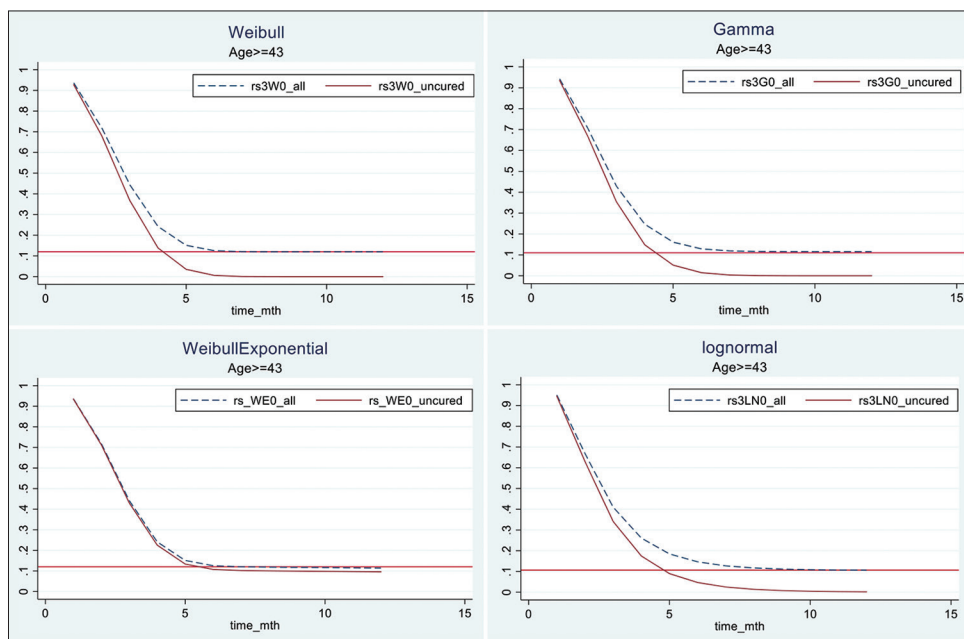 Weibull
Age>=43
rs3W0_all rs3W0_uncured
1
.9
.8
.7
.6
.5
.4
.3
.2
.1
0
0 5 10 15
time_mth
Gamma
Age>=43
rs3G0_all rs3G0_uncured
1
.9
.8
.7
.6
.5
.4
.3
.2
.1
0
0 5 10 15
time_mth
WeibullExponential
Age>=43
rs_WE0_all rs_WE0_uncured
1
.9
.8
.7
.6
.5
.4
.3
.2
.1
0
0 5 10 15
time_mth
lognormal
Age>=43
rs3LN0_all rs3LN0_uncured
1
.9
.8
.7
.6
.5
.4
.3
.2
.1
0
0 5 10 15
time_mth